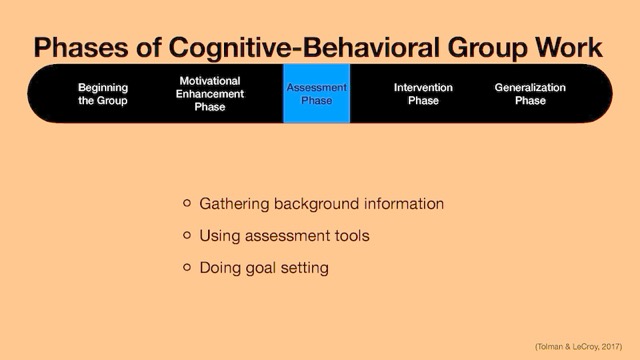 Phases of Cognitive-Behavioral Group Work
Beginning
the Group
Motivational
Enhancement
Phase
Assessment
Phase
Intervention
Phase
Generalization
Phase
Gathering background information
Using assessment tools
Doing goal setting
(Tolman & LeCroy, 2017)